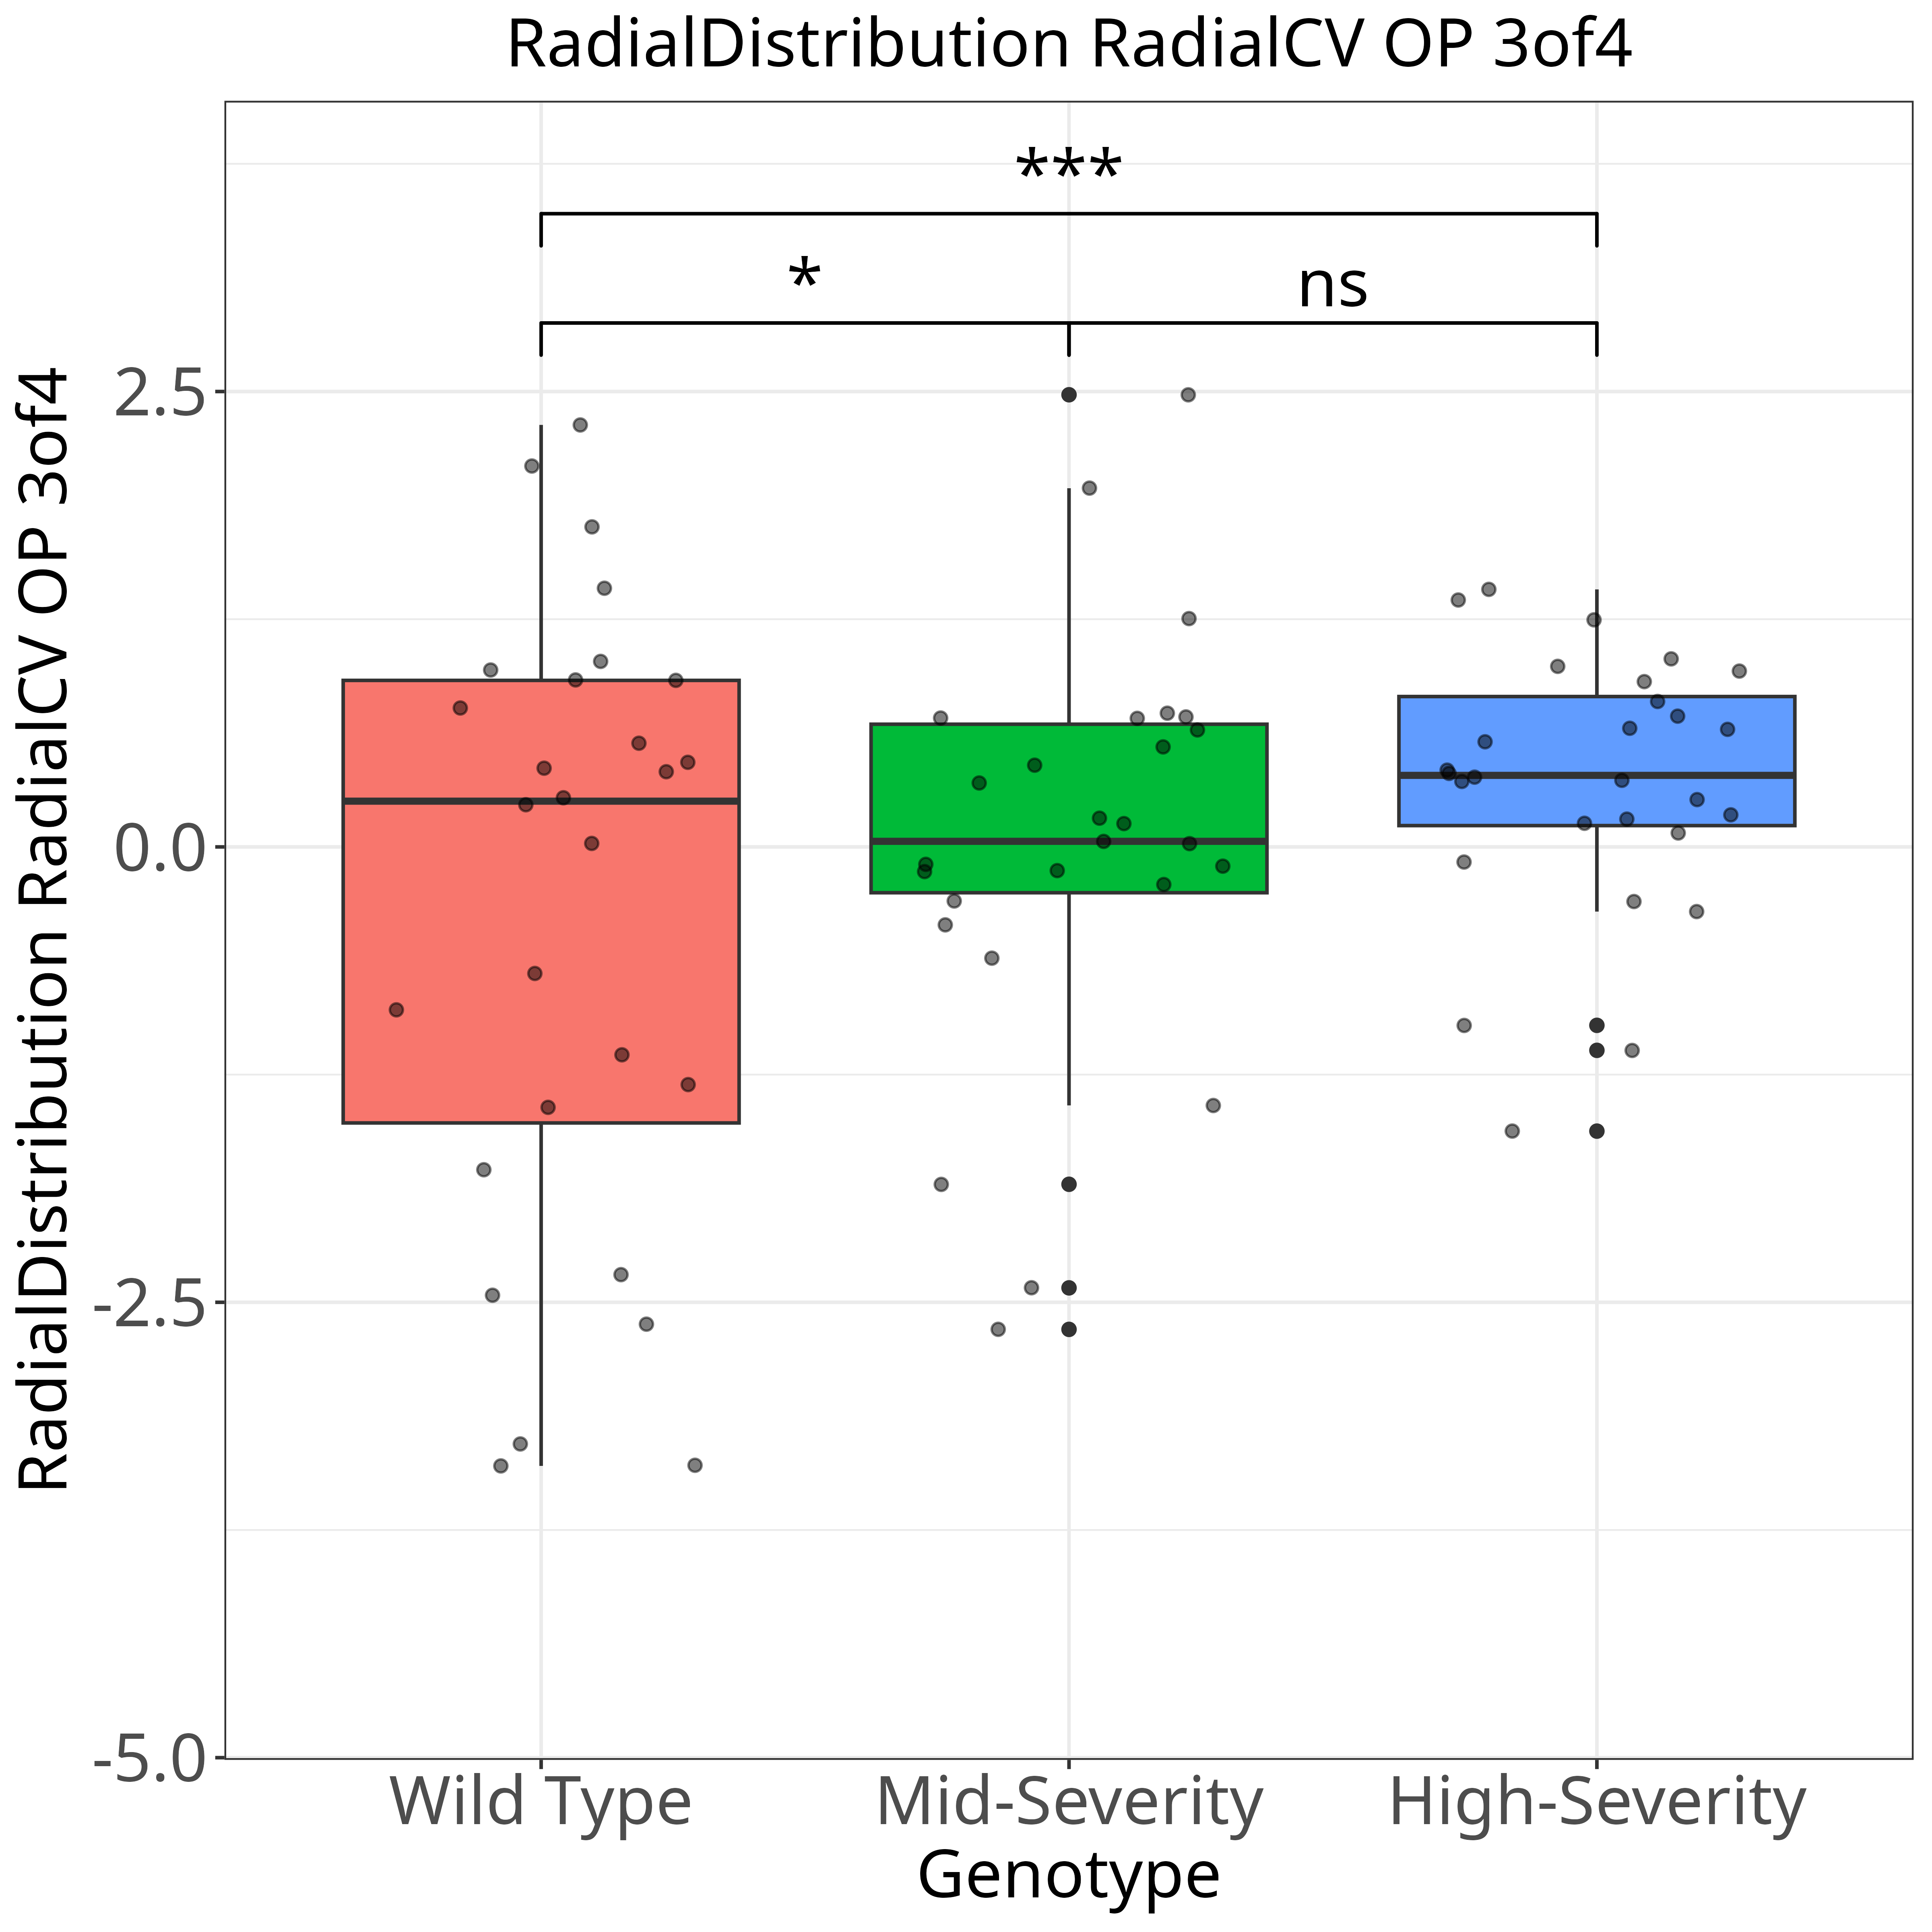 RadialDistribution RadialCV OP 3of4
RadialDistribution RadialCV OP 3of4
***
*
ns
2.5
0.0
-2.5
-5.0
Wild Type
Mid-Severity
High-Severity
Genotype